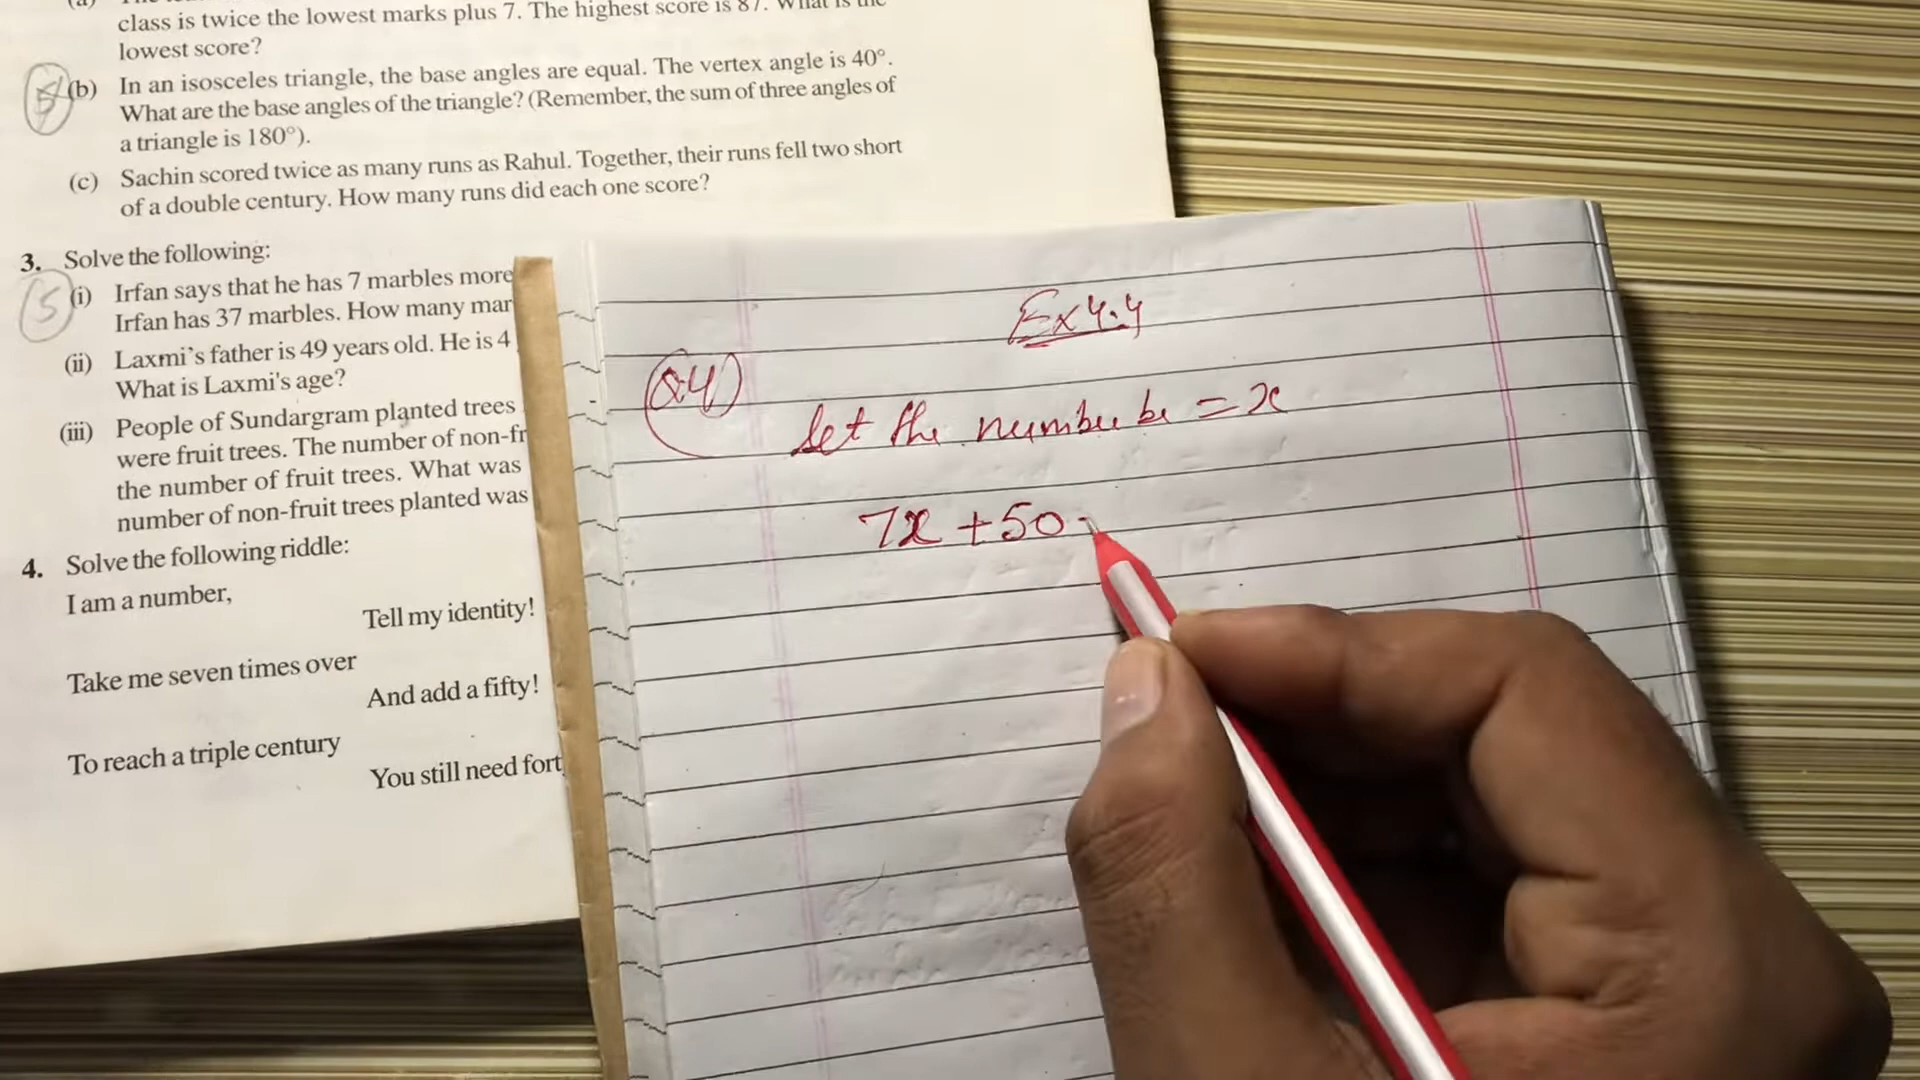 class is twice the lowest marks plus 7. The highest score is 87. What is the
lowest score?
(b) In an isosceles triangle, the base angles are equal. The vertex angle is 40°.
What are the base angles of the triangle? (Remember, the sum of three angles of
a triangle is 180°).
(c) Sachin scored twice as many runs as Rahul. Together, their runs fell two short
of a double century. How many runs did each one score?
3. Solve the following:
5 (i) Irfan says that he has 7 marbles more
Irfan has 37 marbles. How many mar
(ii) Laxmi's father is 49 years old. He is 4
What is Laxmi's age?
(iii) People of Sundargram planted trees
were fruit trees. The number of non-fr
the number of fruit trees. What was
number of non-fruit trees planted was
4. Solve the following riddle:
I am a number,
Tell my identity!
Take me seven times over
And add a fifty!
To reach a triple century
You still need fort
Ex 4.4
Q.4)
Let the number be = x
7x + 50